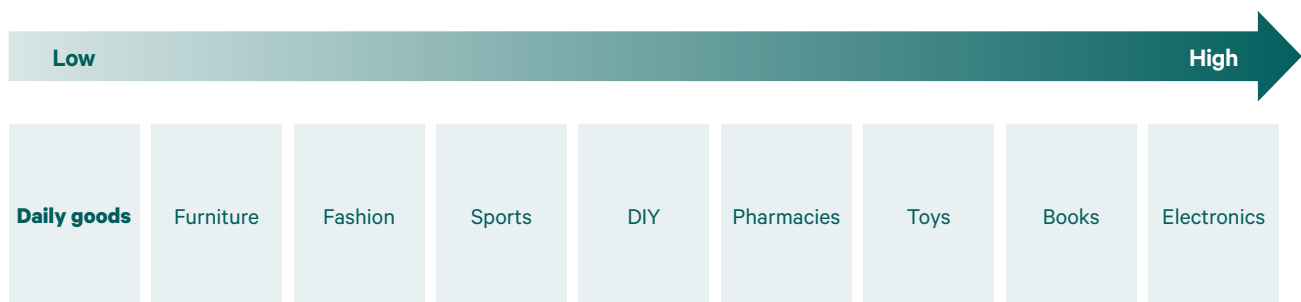 Low
High
Daily goods
Furniture
Fashion
Sports
DIY
Pharmacies
Toys
Books
Electronics